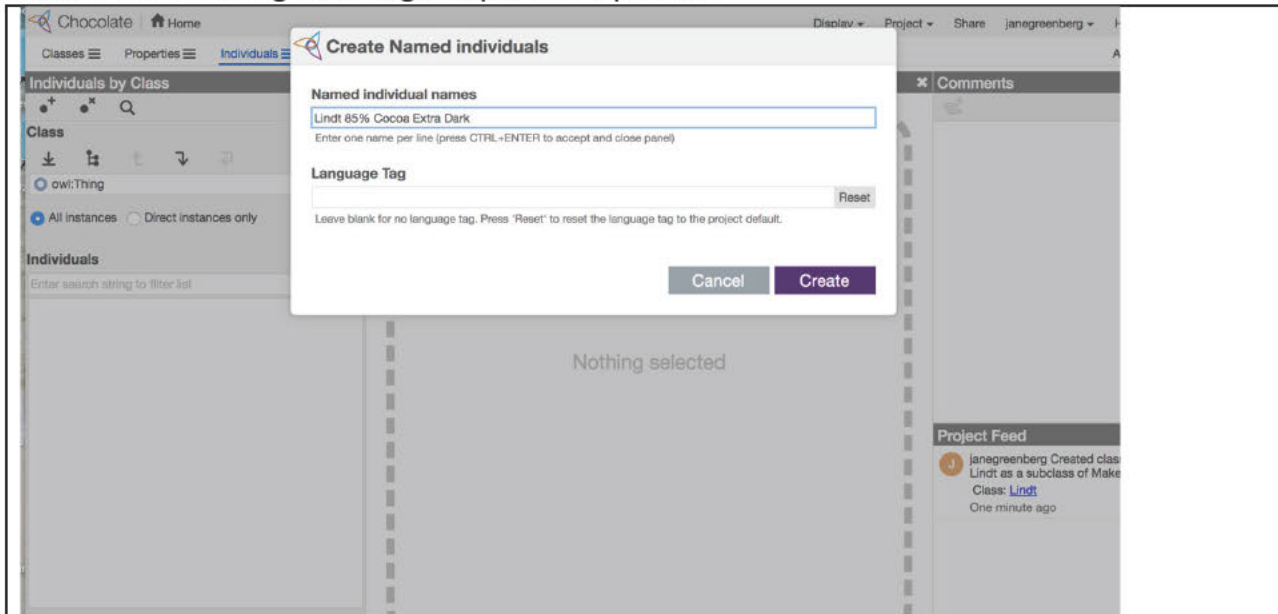 Chocolate Home
Display Project Share janegreenberg
Classes Properties Individuals
Create Named individuals
Named individual names
Lindt 85% Cocoa Extra Dark
Enter one name per line (press CTRL+ENTER to accept and close panel)
Language Tag
Reset
Leave blank for no language tag. Press 'Reset' to reset the language tag to the project default.
Cancel Create
Individuals by Class
Class
owl:Thing
All instances Direct instances only
Individuals
Enter search string to filter list
Nothing selected
Comments
Project Feed
J
janegreenberg Created
Lindt as a subclass of
Class: Lindt
One minute ago